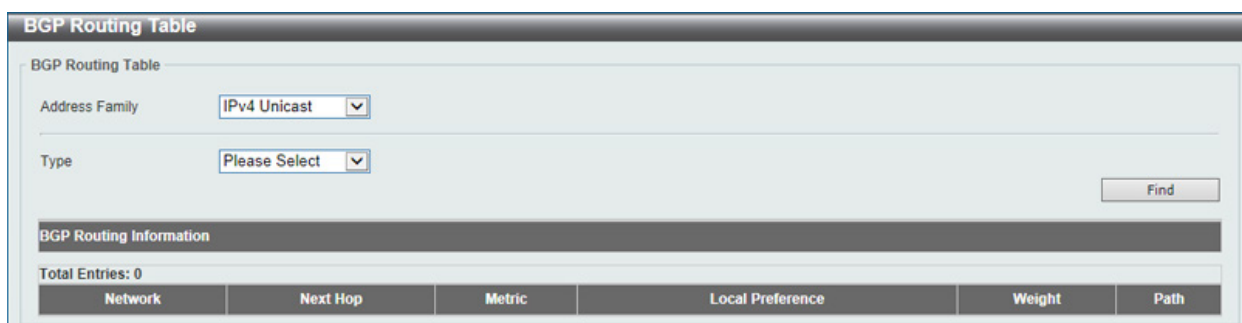 BGP Routing Table
BGP Routing Table
Address Family IPv4 Unicast
Type Please Select
Find
BGP Routing Information
Total Entries: 0
Network Next Hop Metric Local Preference Weight Path